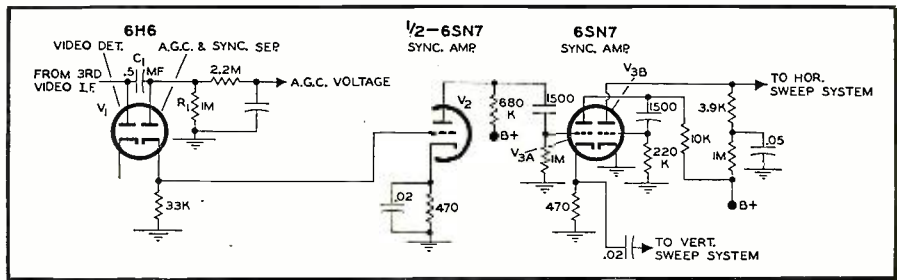 6H6
VIDEO DET.
A.G.C. & SYNC. SEP.
C1
.5 MF
FROM 3RD
VIDEO I.F.
V1
R1
1M
2.2M
A.G.C. VOLTAGE
33K
1/2-6SN7
SYNC. AMP.
V2
680
K
B+
.02
470
1500
6SN7
SYNC. AMP.
V3B
V3A
1M
1500
220
K
10K
TO HOR.
SWEEP SYSTEM
3.9K
1M
.05
B+
470
.02
TO VERT.
SWEEP SYSTEM